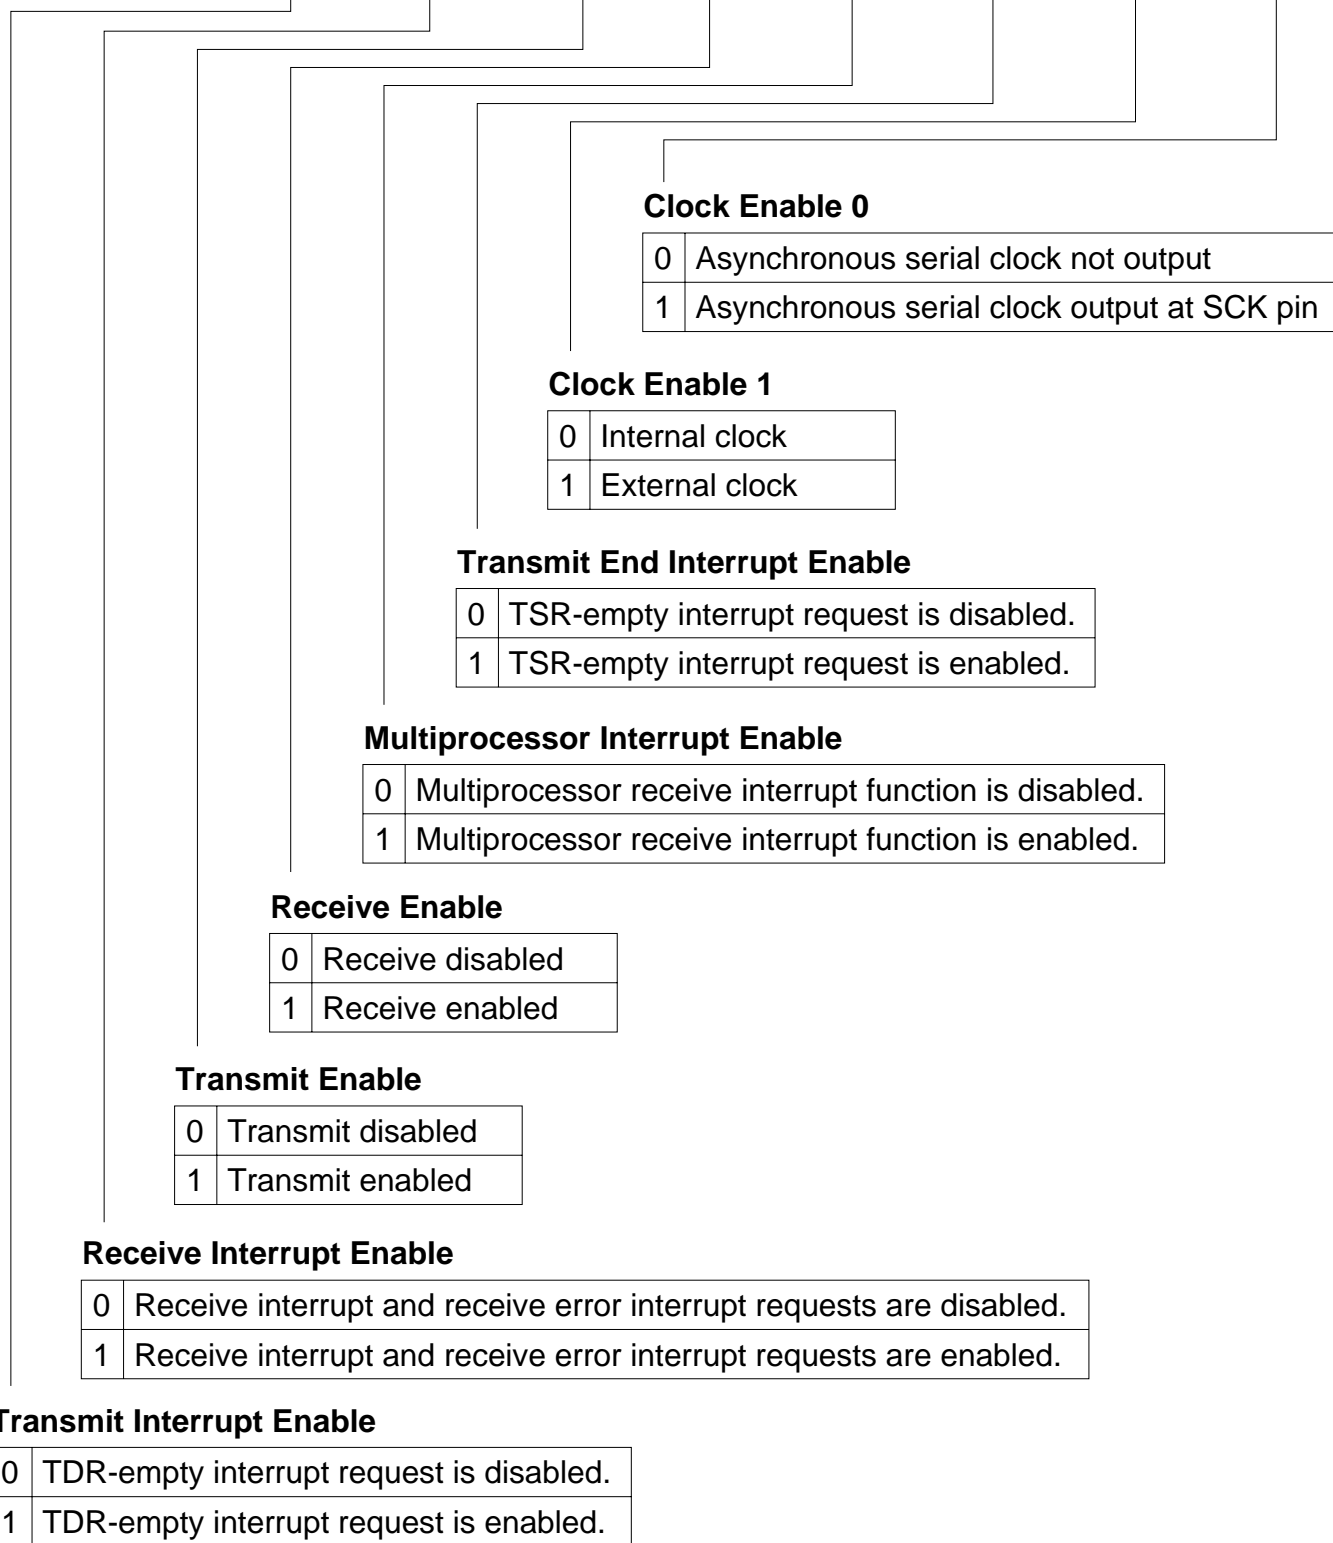 Clock Enable 0
0 Asynchronous serial clock not output
1 Asynchronous serial clock output at SCK pin
Clock Enable 1
0 Internal clock
1 External clock
Transmit End Interrupt Enable
0 TSR-empty interrupt request is disabled.
1 TSR-empty interrupt request is enabled.
Multiprocessor Interrupt Enable
0 Multiprocessor receive interrupt function is disabled.
1 Multiprocessor receive interrupt function is enabled.
Receive Enable
0 Receive disabled
1 Receive enabled
Transmit Enable
0 Transmit disabled
1 Transmit enabled
Receive Interrupt Enable
0 Receive interrupt and receive error interrupt requests are disabled.
1 Receive interrupt and receive error interrupt requests are enabled.
Transmit Interrupt Enable
0 TDR-empty interrupt request is disabled.
1 TDR-empty interrupt request is enabled.